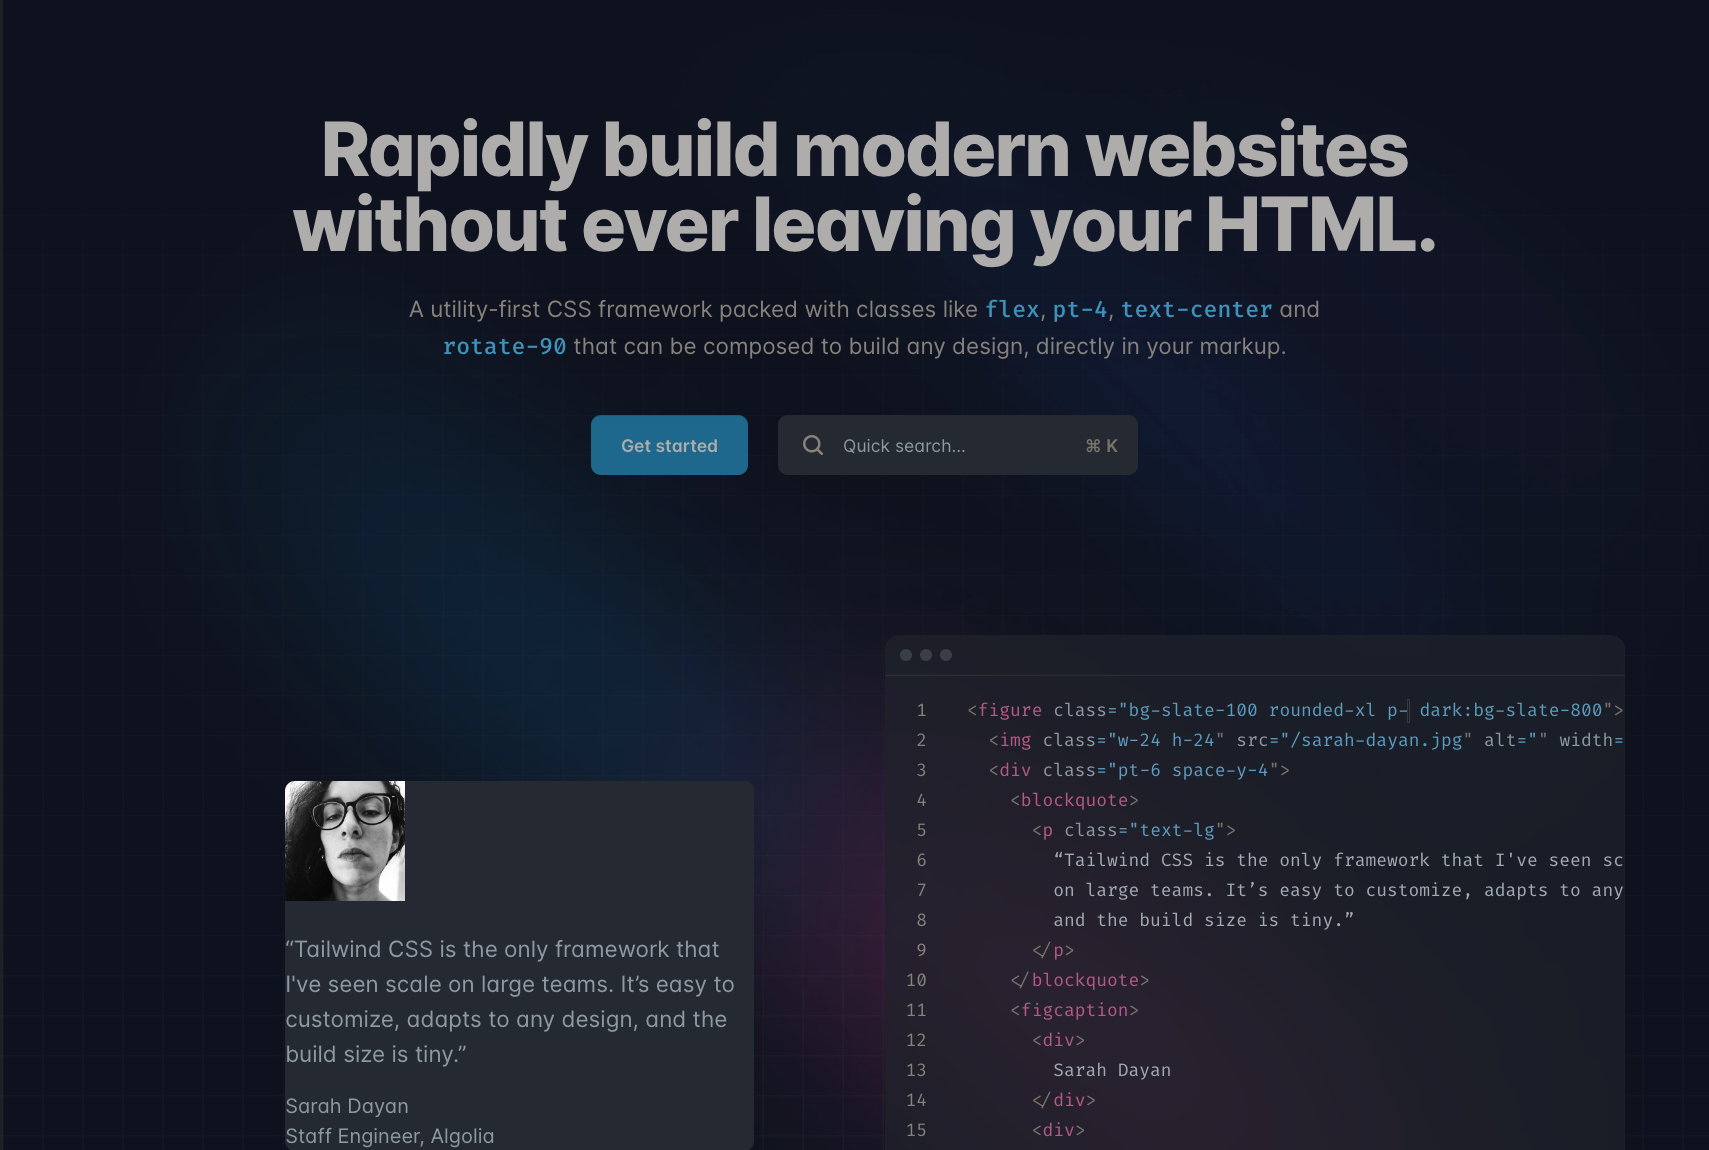 Rapidly build modern websites
without ever leaving your HTML.
A utility-first CSS framework packed with classes like flex, pt-4, text-center and
rotate-90 that can be composed to build any design, directly in your markup.
Get started
Quick search...
⌘ K
“Tailwind CSS is the only framework that
I've seen scale on large teams. It’s easy to
customize, adapts to any design, and the
build size is tiny.”
Sarah Dayan
Staff Engineer, Algolia
1 <figure class="bg-slate-100 rounded-xl p- dark:bg-slate-800">
2 <img class="w-24 h-24" src="/sarah-dayan.jpg" alt="" width=
3 <div class="pt-6 space-y-4">
4 <blockquote>
5 <p class="text-lg">
6 “Tailwind CSS is the only framework that I've seen sc
7 on large teams. It’s easy to customize, adapts to any
8 and the build size is tiny.”
9 </p>
10 </blockquote>
11 <figcaption>
12 <div>
13 Sarah Dayan
14 </div>
15 <div>